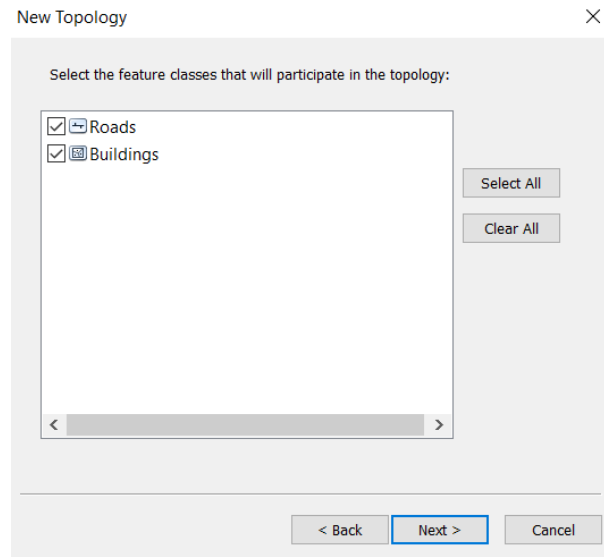 New Topology
Select the feature classes that will participate in the topology:
Roads
Buildings
Select All
Clear All
< Back
Next >
Cancel